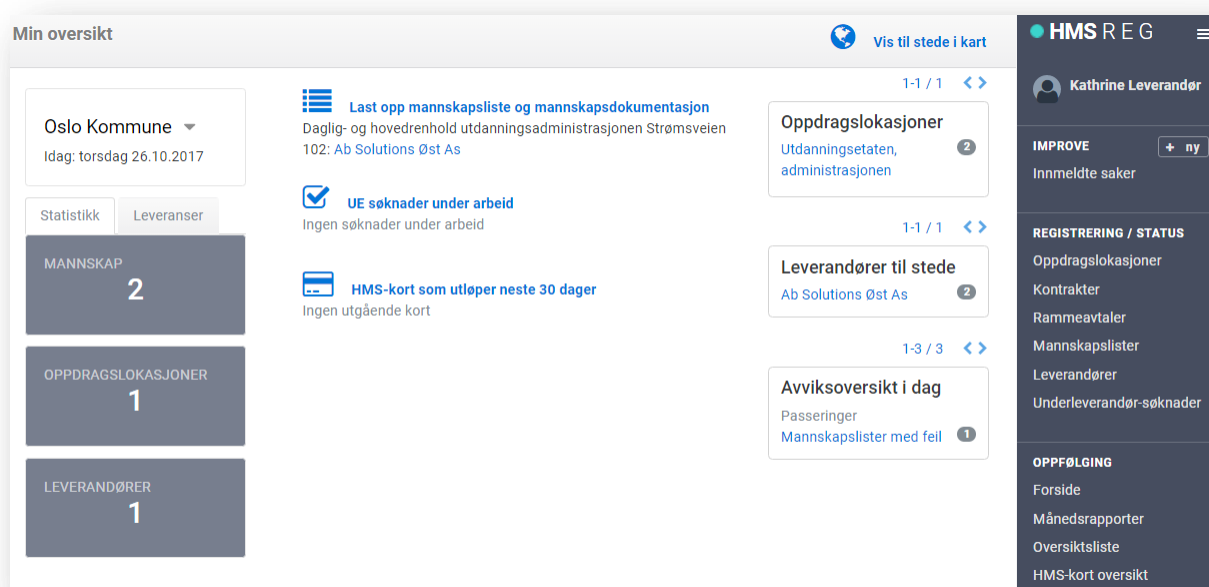 Min oversikt
Vis til stede i kart
Oslo Kommune
Idag: torsdag 26.10.2017
Statistikk
Leveranser
MANNSKAP
2
OPPDRAGSLOKASJONER
1
LEVERANDØRER
1
Last opp mannskapsliste og mannskapsdokumentasjon
Daglig- og hovedrenhold utdanningsadministrasjonen Strømsveien
102: Ab Solutions Øst As
UE søknader under arbeid
Ingen søknader under arbeid
HMS-kort som utløper neste 30 dager
Ingen utgående kort
1-1 / 1
Oppdragslokasjoner
Utdanningsetaten, 2
administrasjonen
1-1 / 1
Leverandører til stede
Ab Solutions Øst As 2
1-3 / 3
Avviksoversikt i dag
Passeringer
Mannskapslister med feil 1
HMS REG
Kathrine Leverandør
IMPROVE + ny
Innmeldte saker
REGISTRERING / STATUS
Oppdragslokasjoner
Kontrakter
Rammeavtaler
Mannskapslister
Leverandører
Underleverandør-søknader
OPPFØLGING
Forside
Månedsrapporter
Oversiktsliste
HMS-kort oversikt